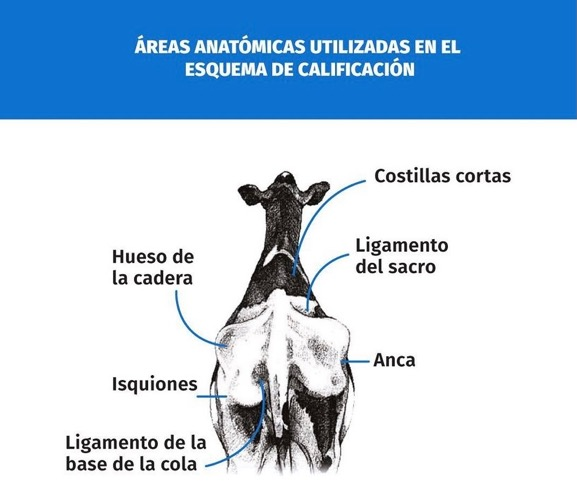 ÁREAS ANATÓMICAS UTILIZADAS EN EL
ESQUEMA DE CALIFICACIÓN
Costillas cortas
Ligamento
del sacro
Hueso de
la cadera
Anca
Isquiones
Ligamento de la
base de la cola